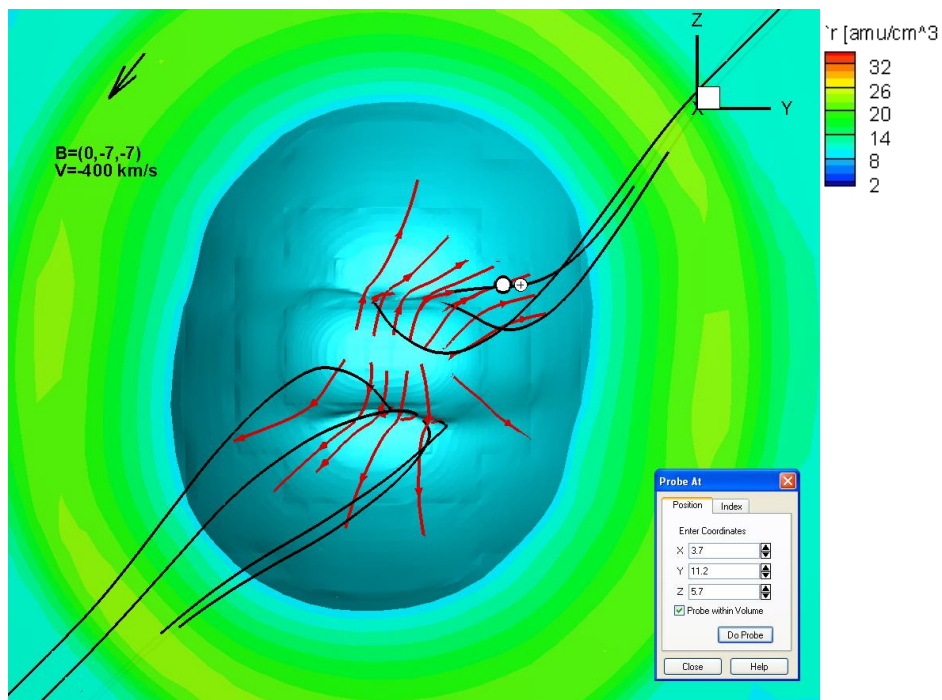 Z
Y
X
`r [amu/cm^3
32
26
20
14
8
2
B=(0,-7,-7)
V=-400 km/s
Probe At
Position Index
Enter Coordinates
X 3.7
Y 11.2
Z 5.7
Probe within Volume
Do Probe
Close Help